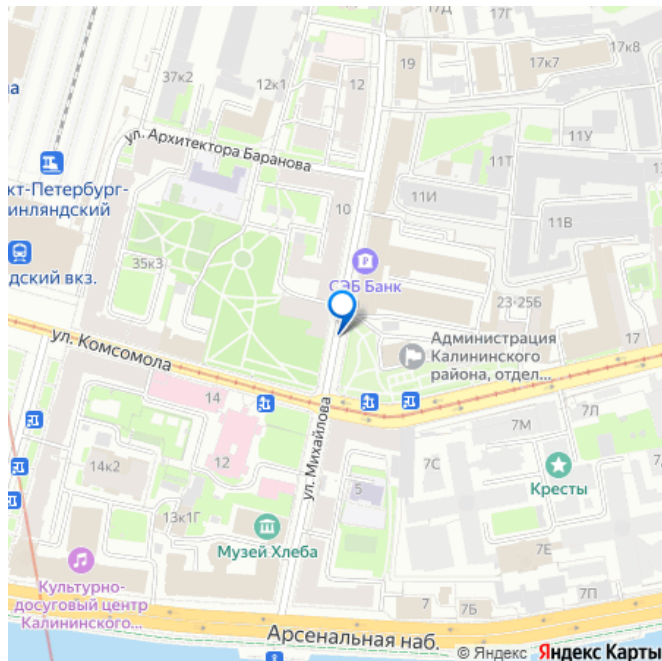 17Д
17Г
17к7
17к8
19
37к2
12к1
12
а
11У
ул. Архитектора Баранова
11Т
кт-Петербург-
инляндский
11И
10
11В
СЭБ Банк
35к3
дский вкз.
23-25Б
Администрация
Калининского
района, отдел...
17
ул. Комсомола
14
7Л
7М
ул. Михайлова
7С
12
14к2
5
Кресты
13к1Г
Музей Хлеба
7Е
Культурно-
досуговый центр
Калининского...
7
7Б
7П
Арсенальная наб.
© Яндекс Яндекс Карты